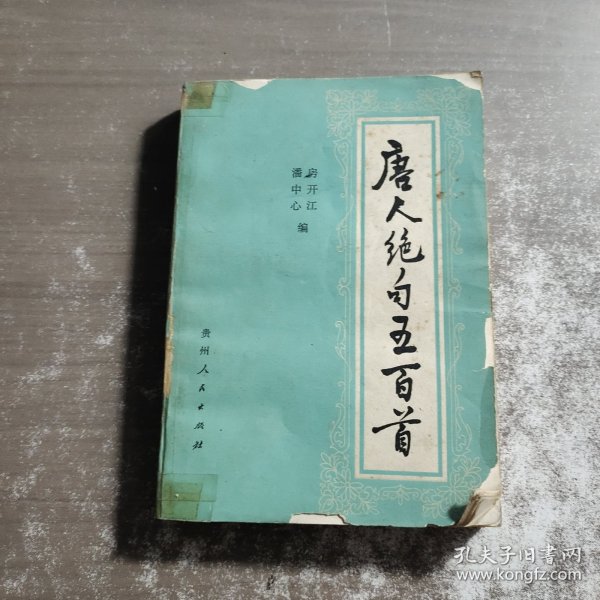 唐人绝句五百首
房开江
潘中心
编
贵州人民出版社
孔夫子旧书网
www.kongfz.com